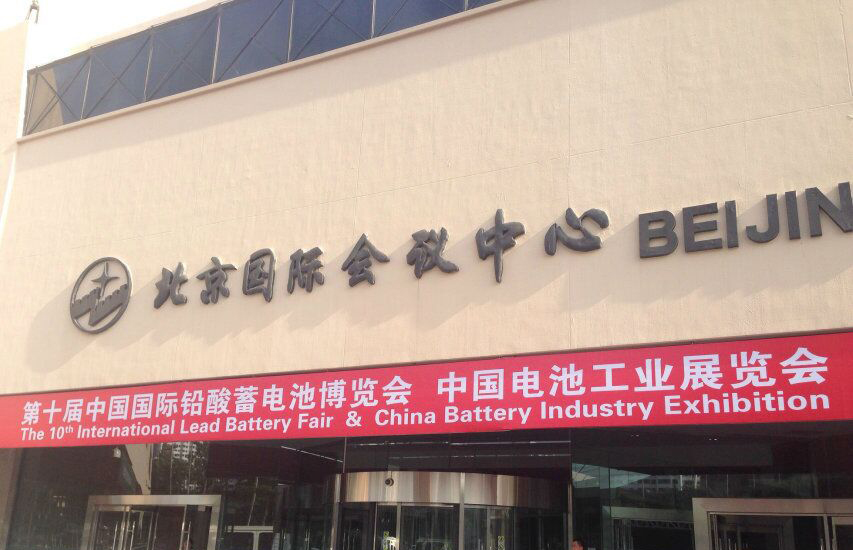 北京国际会议中心 BEIJIN
第十届中国国际铅酸蓄电池博览会 中国电池工业展览会
The 10th International Lead Battery Fair & China Battery Industry Exhibition